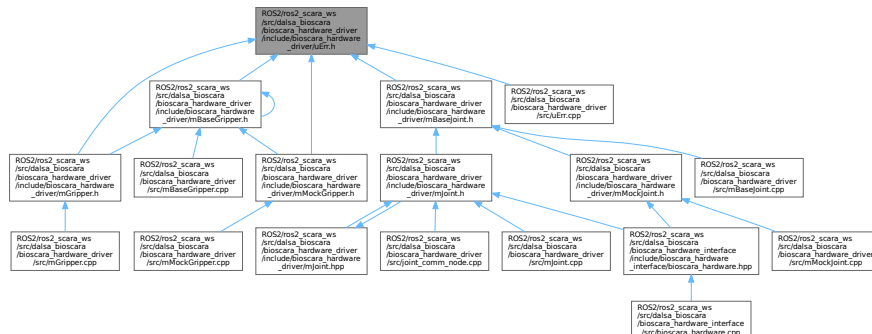 ROS2/ros2_scara_ws
/src/dalsa_bioscara
/bioscara_hardware_driver
/include/bioscara_hardware
_driver/uErr.h
ROS2/ros2_scara_ws
/src/dalsa_bioscara
/bioscara_hardware_driver
/include/bioscara_hardware
_driver/mBaseGripper.h
ROS2/ros2_scara_ws
/src/dalsa_bioscara
/bioscara_hardware_driver
/include/bioscara_hardware
_driver/mBaseJoint.h
ROS2/ros2_scara_ws
/src/dalsa_bioscara
/bioscara_hardware_driver
/src/uErr.cpp
ROS2/ros2_scara_ws
/src/dalsa_bioscara
/bioscara_hardware_driver
/include/bioscara_hardware
_driver/mGripper.h
ROS2/ros2_scara_ws
/src/dalsa_bioscara
/bioscara_hardware_driver
/src/mBaseGripper.cpp
ROS2/ros2_scara_ws
/src/dalsa_bioscara
/bioscara_hardware_driver
/include/bioscara_hardware
_driver/mMockGripper.h
ROS2/ros2_scara_ws
/src/dalsa_bioscara
/bioscara_hardware_driver
/include/bioscara_hardware
_driver/mJoint.h
ROS2/ros2_scara_ws
/src/dalsa_bioscara
/bioscara_hardware_driver
/include/bioscara_hardware
_driver/mMockJoint.h
ROS2/ros2_scara_ws
/src/dalsa_bioscara
/bioscara_hardware_driver
/src/mBaseJoint.cpp
ROS2/ros2_scara_ws
/src/dalsa_bioscara
/bioscara_hardware_driver
/src/mGripper.cpp
ROS2/ros2_scara_ws
/src/dalsa_bioscara
/bioscara_hardware_driver
/src/mMockGripper.cpp
ROS2/ros2_scara_ws
/src/dalsa_bioscara
/bioscara_hardware_driver
/include/bioscara_hardware
_driver/mJoint.hpp
ROS2/ros2_scara_ws
/src/dalsa_bioscara
/bioscara_hardware_driver
/src/joint_comm_node.cpp
ROS2/ros2_scara_ws
/src/dalsa_bioscara
/bioscara_hardware_driver
/src/mJoint.cpp
ROS2/ros2_scara_ws
/src/dalsa_bioscara
/bioscara_hardware_interface
/include/bioscara_hardware
_interface/bioscara_hardware.hpp
ROS2/ros2_scara_ws
/src/dalsa_bioscara
/bioscara_hardware_driver
/src/mMockJoint.cpp
ROS2/ros2_scara_ws
/src/dalsa_bioscara
/bioscara_hardware_interface
/src/bioscara_hardware.cpp